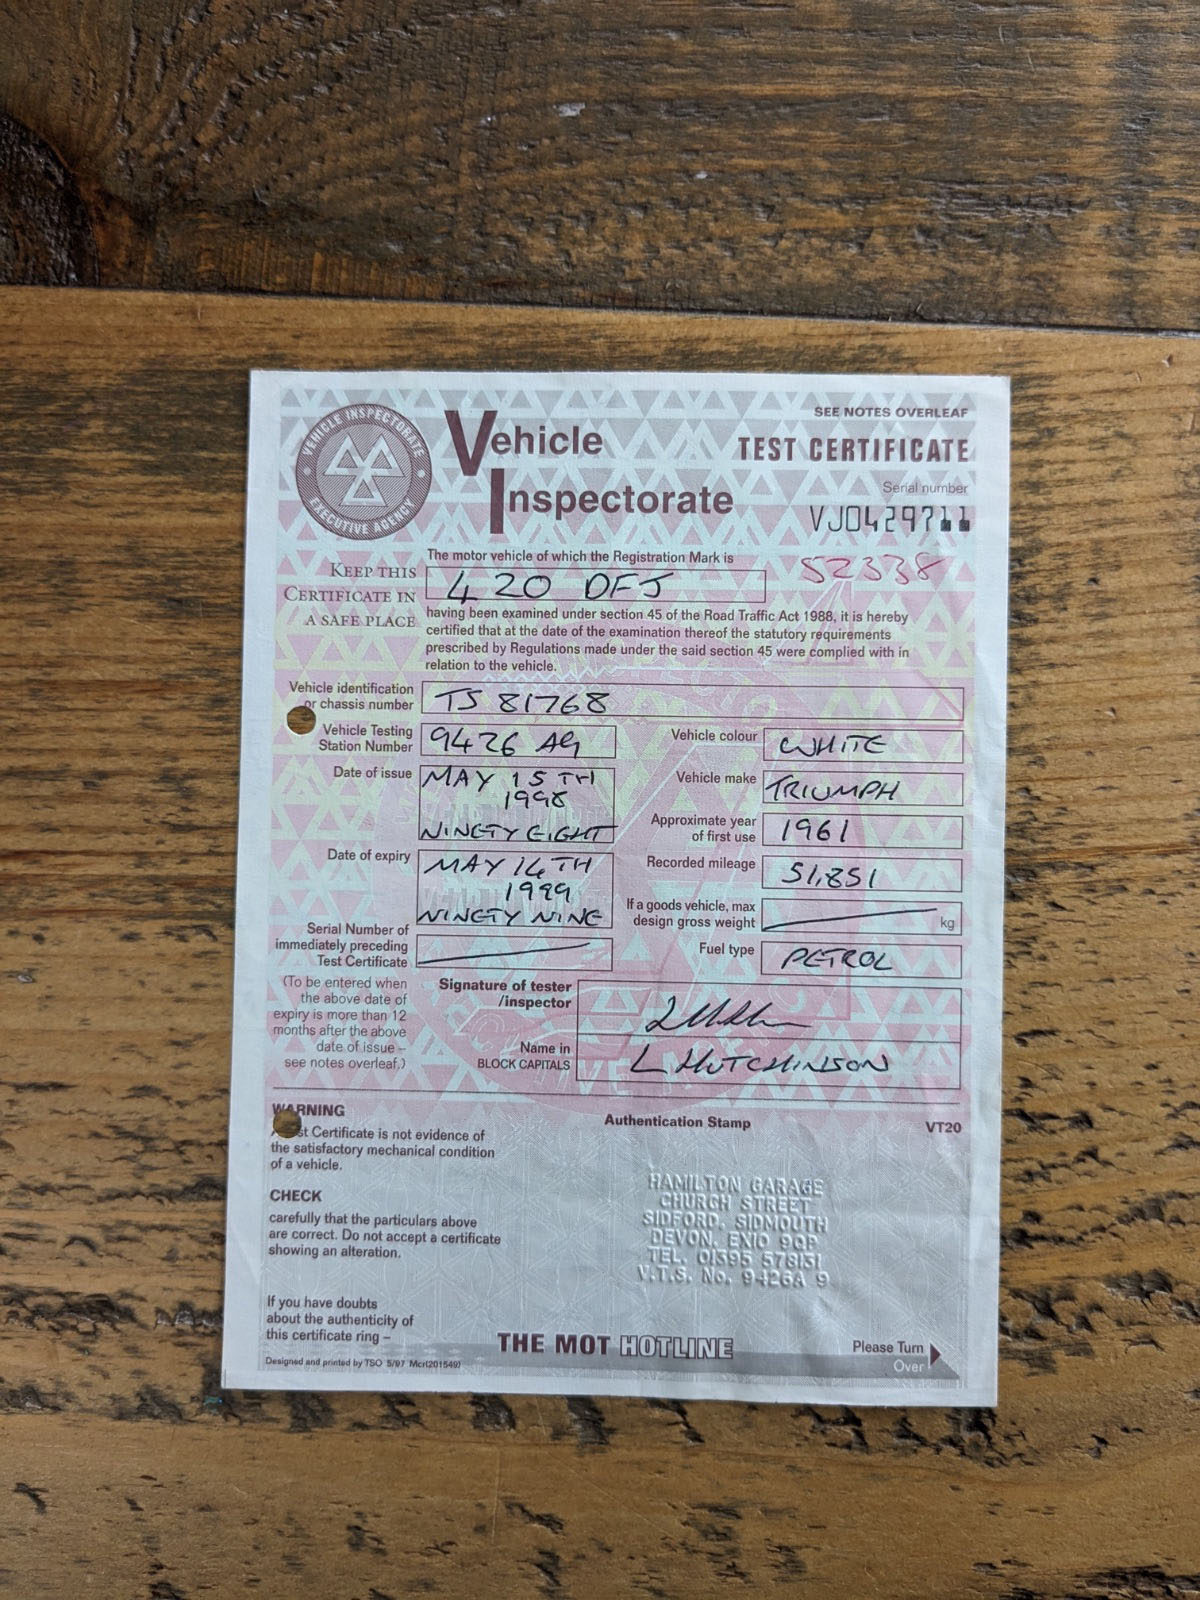 VEHICLE INSPECTORATE
EXECUTIVE AGENCY
Vehicle
Inspectorate
SEE NOTES OVERLEAF
TEST CERTIFICATE
Serial number
VJ0429711
52338
KEEP THIS
CERTIFICATE IN
A SAFE PLACE
The motor vehicle of which the Registration Mark is
420 DFJ
having been examined under section 45 of the Road Traffic Act 1988, it is hereby
certified that at the date of the examination thereof the statutory requirements
prescribed by Regulations made under the said section 45 were complied with in
relation to the vehicle.
Vehicle identification
or chassis number
TS 81768
Vehicle Testing
Station Number
9426 A9
Vehicle colour
WHITE
Date of issue
MAY 15TH
1998
NINETY EIGHT
Vehicle make
TRIUMPH
Approximate year
of first use
1961
Date of expiry
MAY 14TH
1999
NINETY NINE
Recorded mileage
51,851
If a goods vehicle, max
design gross weight
kg
Serial Number of
immediately preceding
Test Certificate
Fuel type
PETROL
(To be entered when
the above date of
expiry is more than 12
months after the above
date of issue –
see notes overleaf.)
Signature of tester
/inspector
Name in
BLOCK CAPITALS
L HUTCHINSON
WARNING
st Certificate is not evidence of
the satisfactory mechanical condition
of a vehicle.
CHECK
carefully that the particulars above
are correct. Do not accept a certificate
showing an alteration.
If you have doubts
about the authenticity of
this certificate ring –
Authentication Stamp
VT20
HAMILTON GARAGE
CHURCH STREET
SIDFORD, SIDMOUTH
DEVON, EX10 9QP
TEL. 01395 578131
V.T.S. No. 9426A 9
THE MOT HOTLINE
Please Turn
Over
Designed and printed by TSO 5/97 Mcrl(201549)